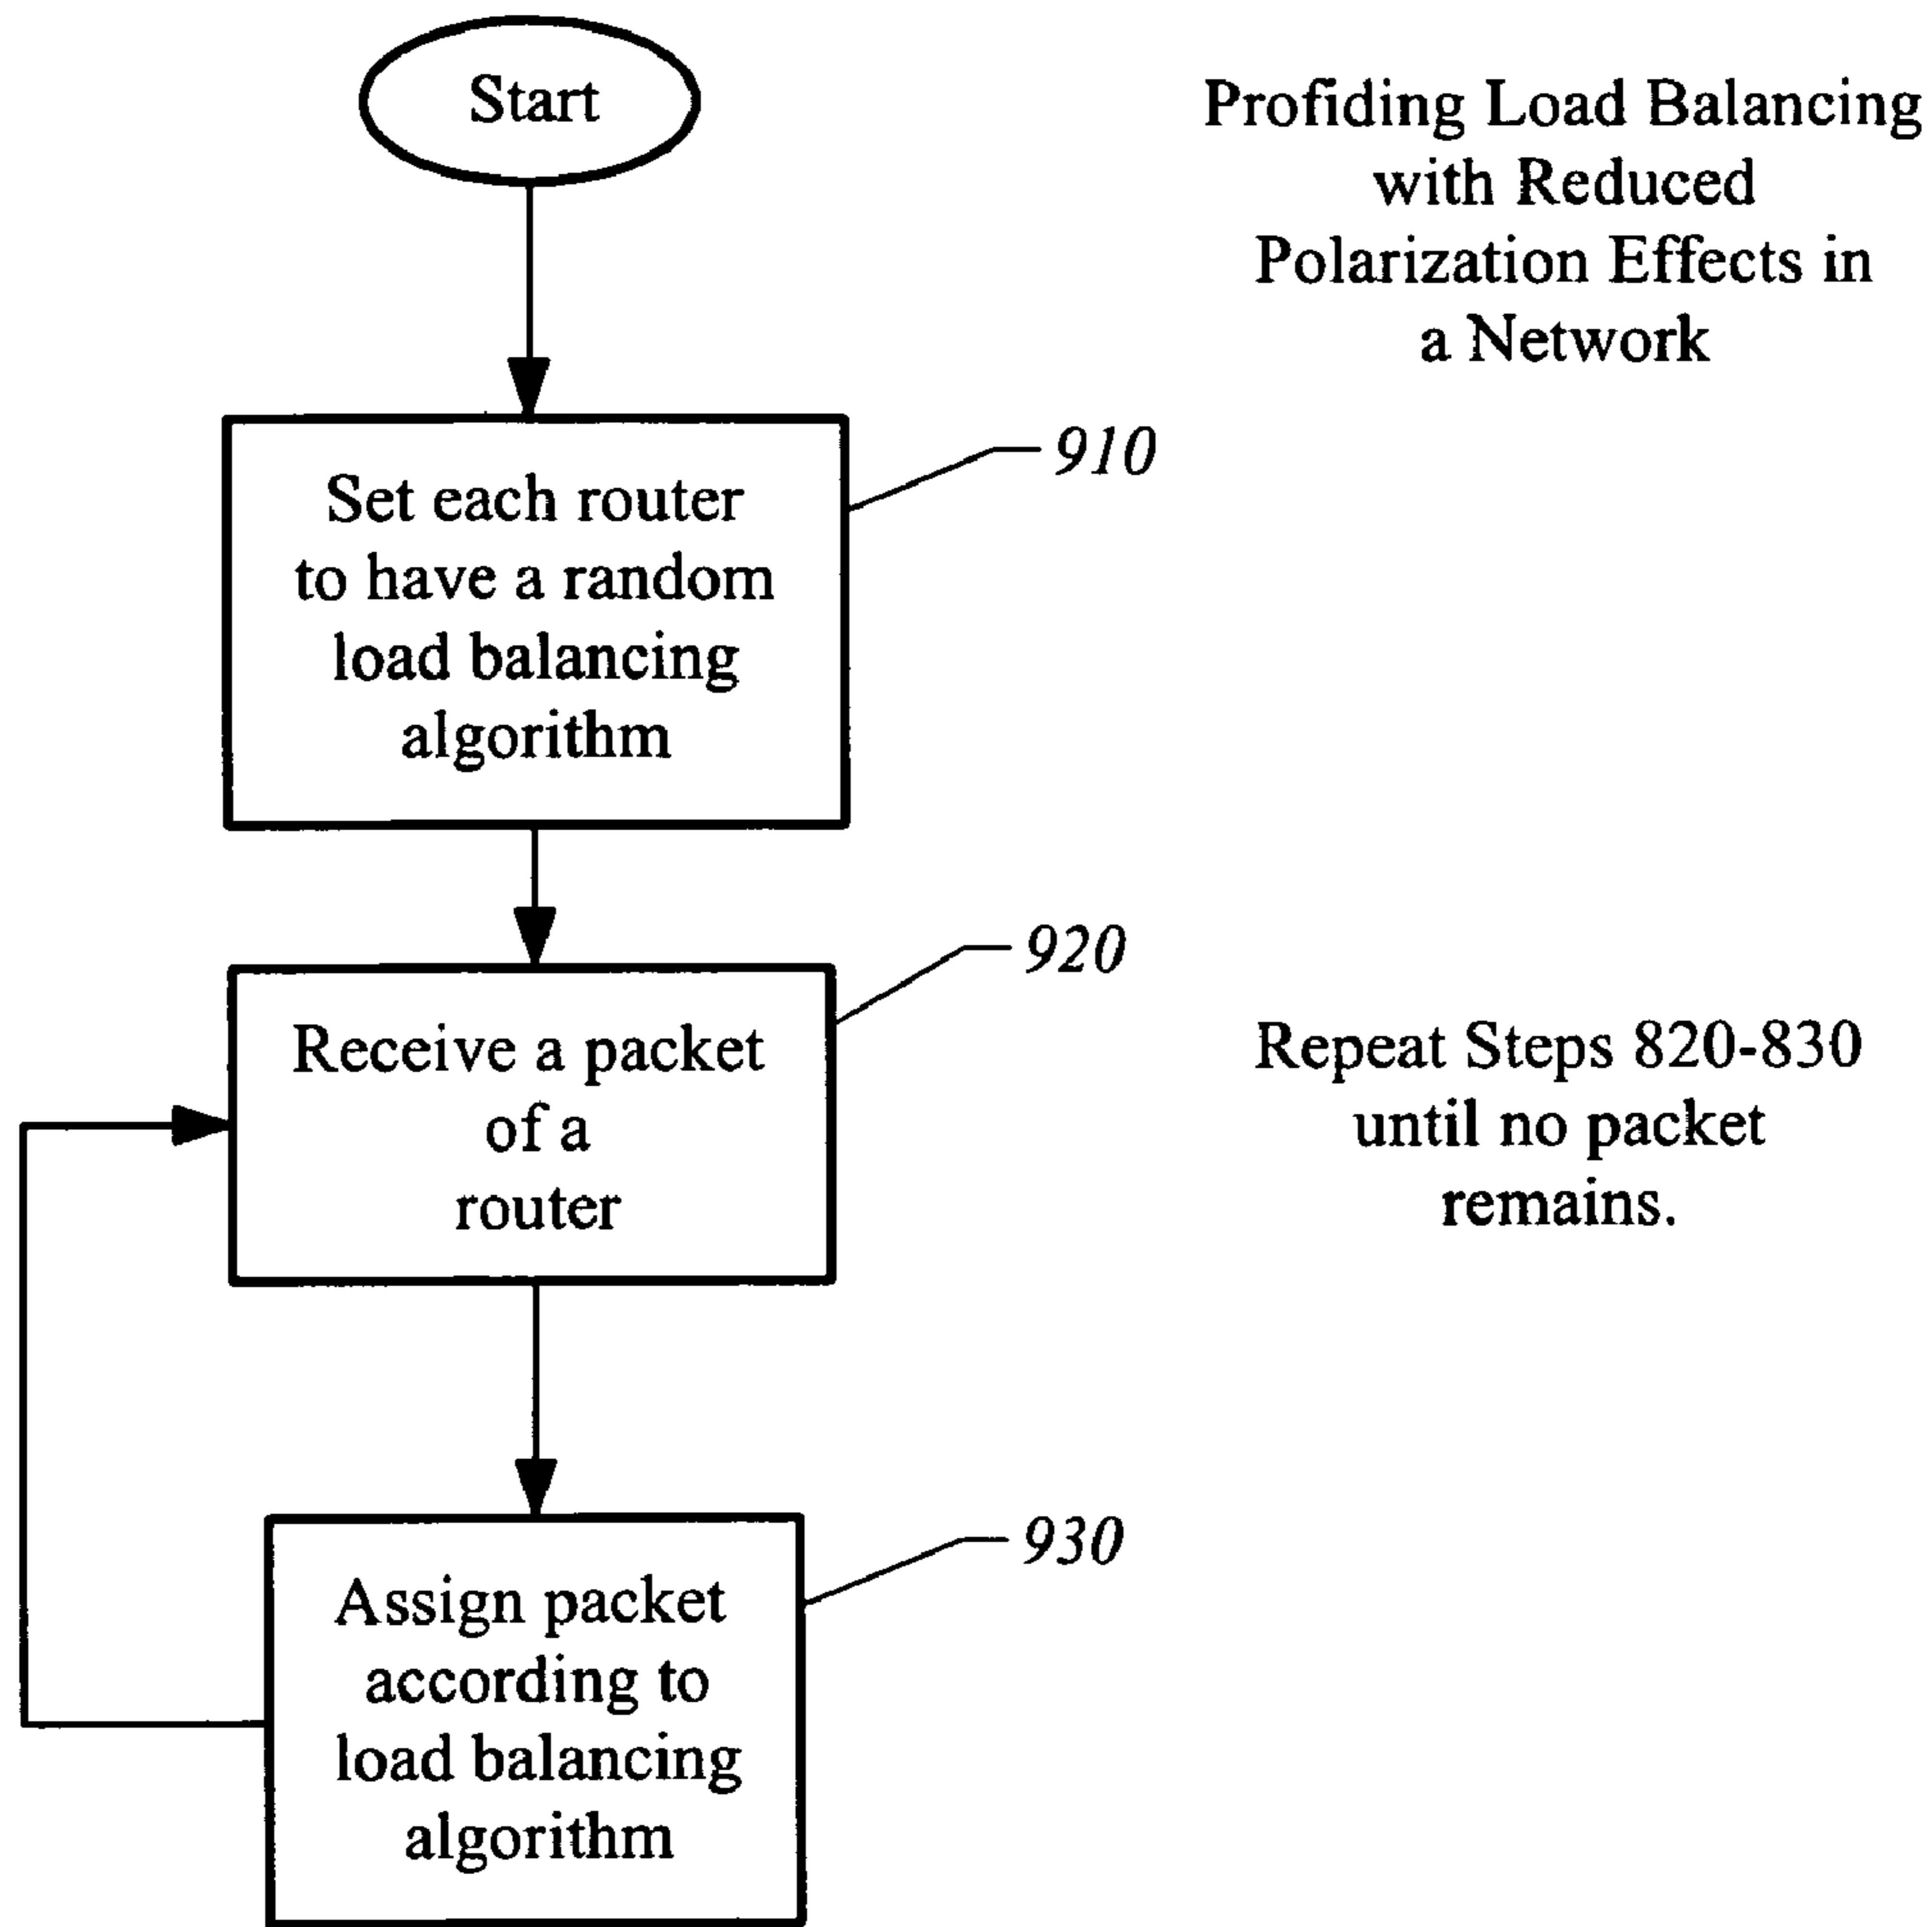 Start
Profiding Load Balancing
with Reduced
Polarization Effects in
a Network
910
Set each router
to have a random
load balancing
algorithm
920
Receive a packet
of a
router
Repeat Steps 820-830
until no packet
remains.
930
Assign packet
according to
load balancing
algorithm